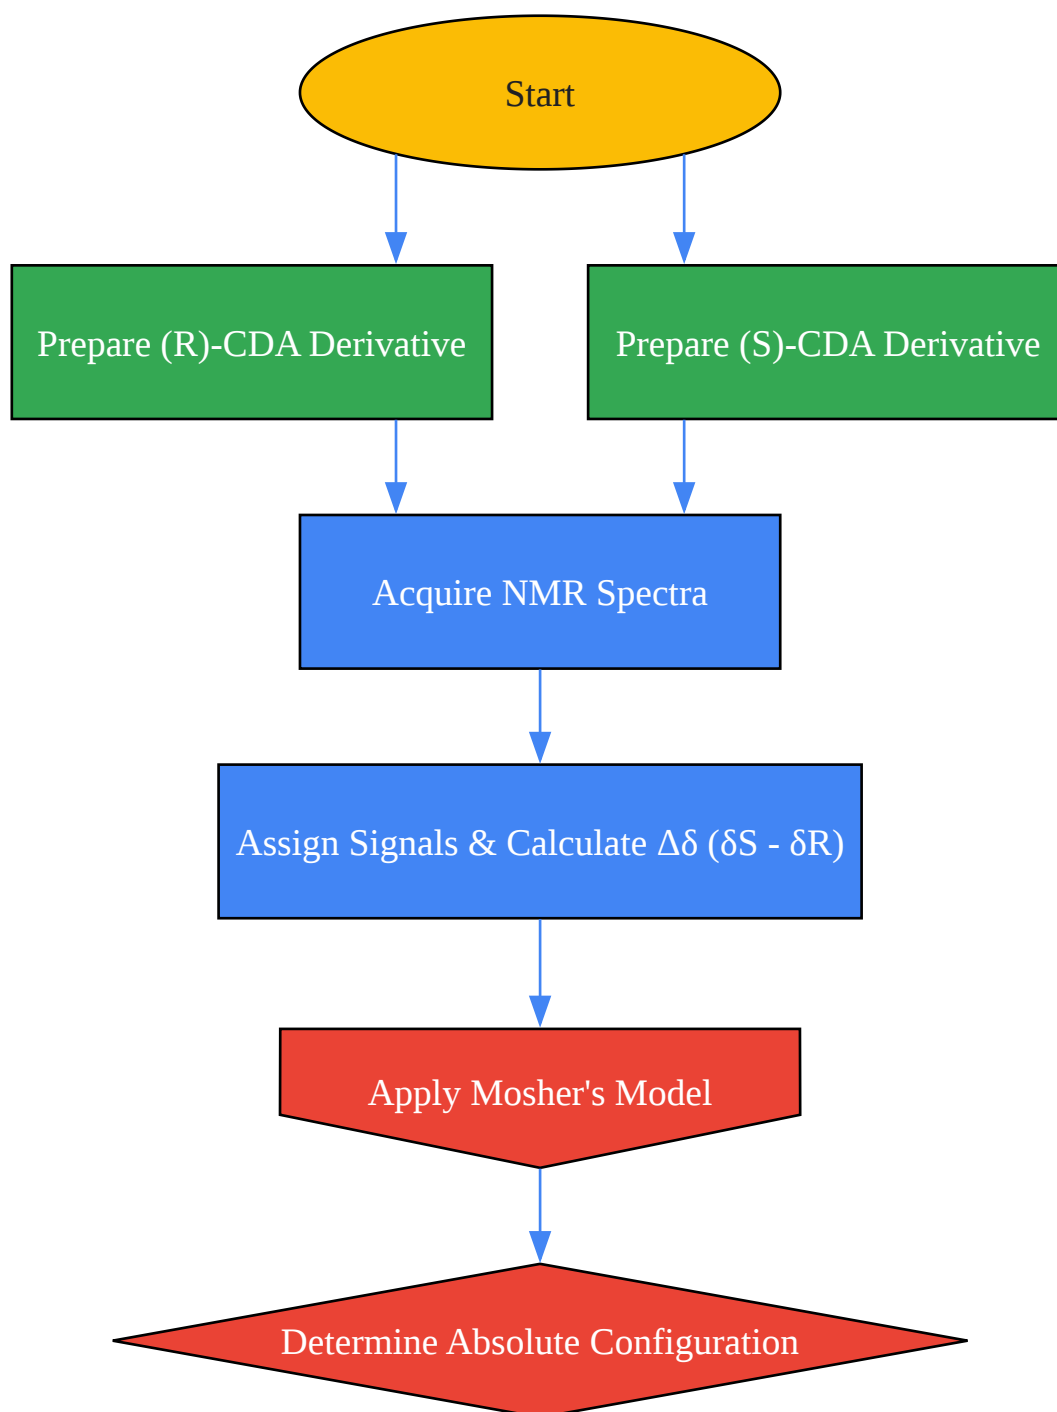 Start
Prepare (R)-CDA Derivative
Prepare (S)-CDA Derivative
Acquire NMR Spectra
Assign Signals & Calculate Δδ (δS - δR)
Apply Mosher's Model
Determine Absolute Configuration